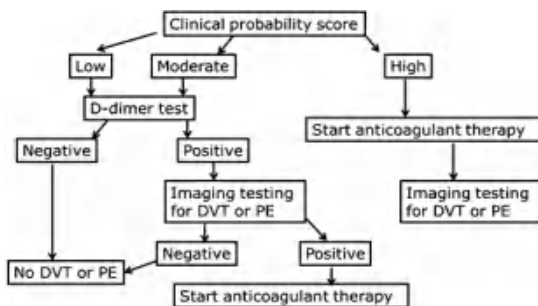 Clinical probability score
Low
Moderate
High
D-dimer test
Start anticoagulant therapy
Negative
Positive
Imaging testing
for DVT or PE
Imaging testing
for DVT or PE
Negative
Positive
No DVT or PE
Start anticoagulant therapy